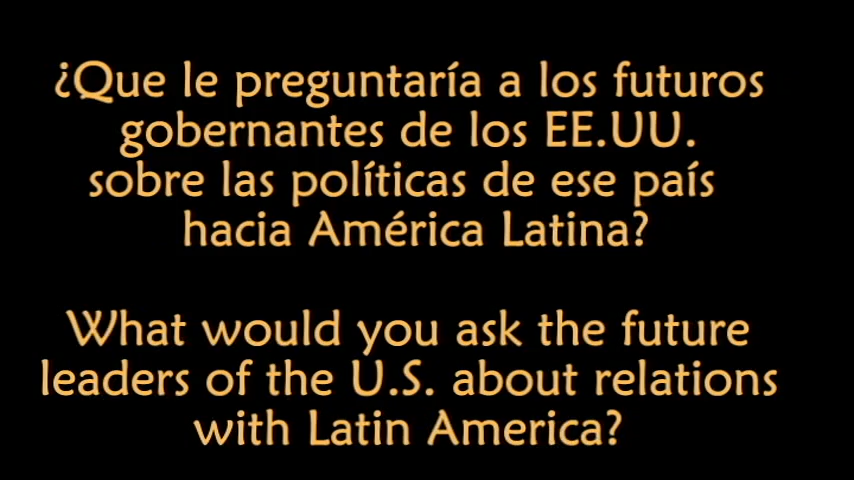 ¿Que le preguntaría a los futuros
gobernantes de los EE.UU.
sobre las políticas de ese país
hacia América Latina?
What would you ask the future
leaders of the U.S. about relations
with Latin America?